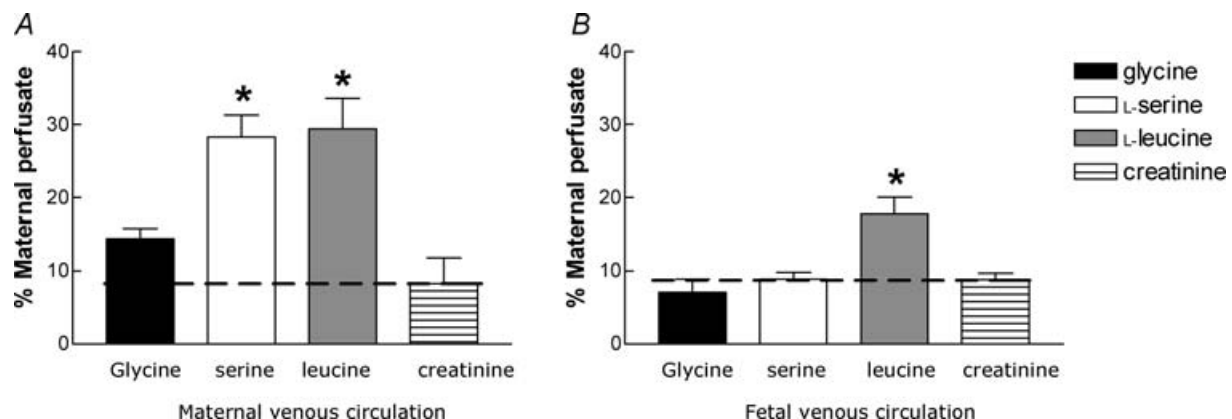 A
B
% Maternal perfusate
40
30
20
10
0
*
*
Glycine serine leucine creatinine
Maternal venous circulation
% Maternal perfusate
40
30
20
10
0
*
Glycine serine leucine creatinine
Fetal venous circulation
glycine
L-serine
L-leucine
creatinine